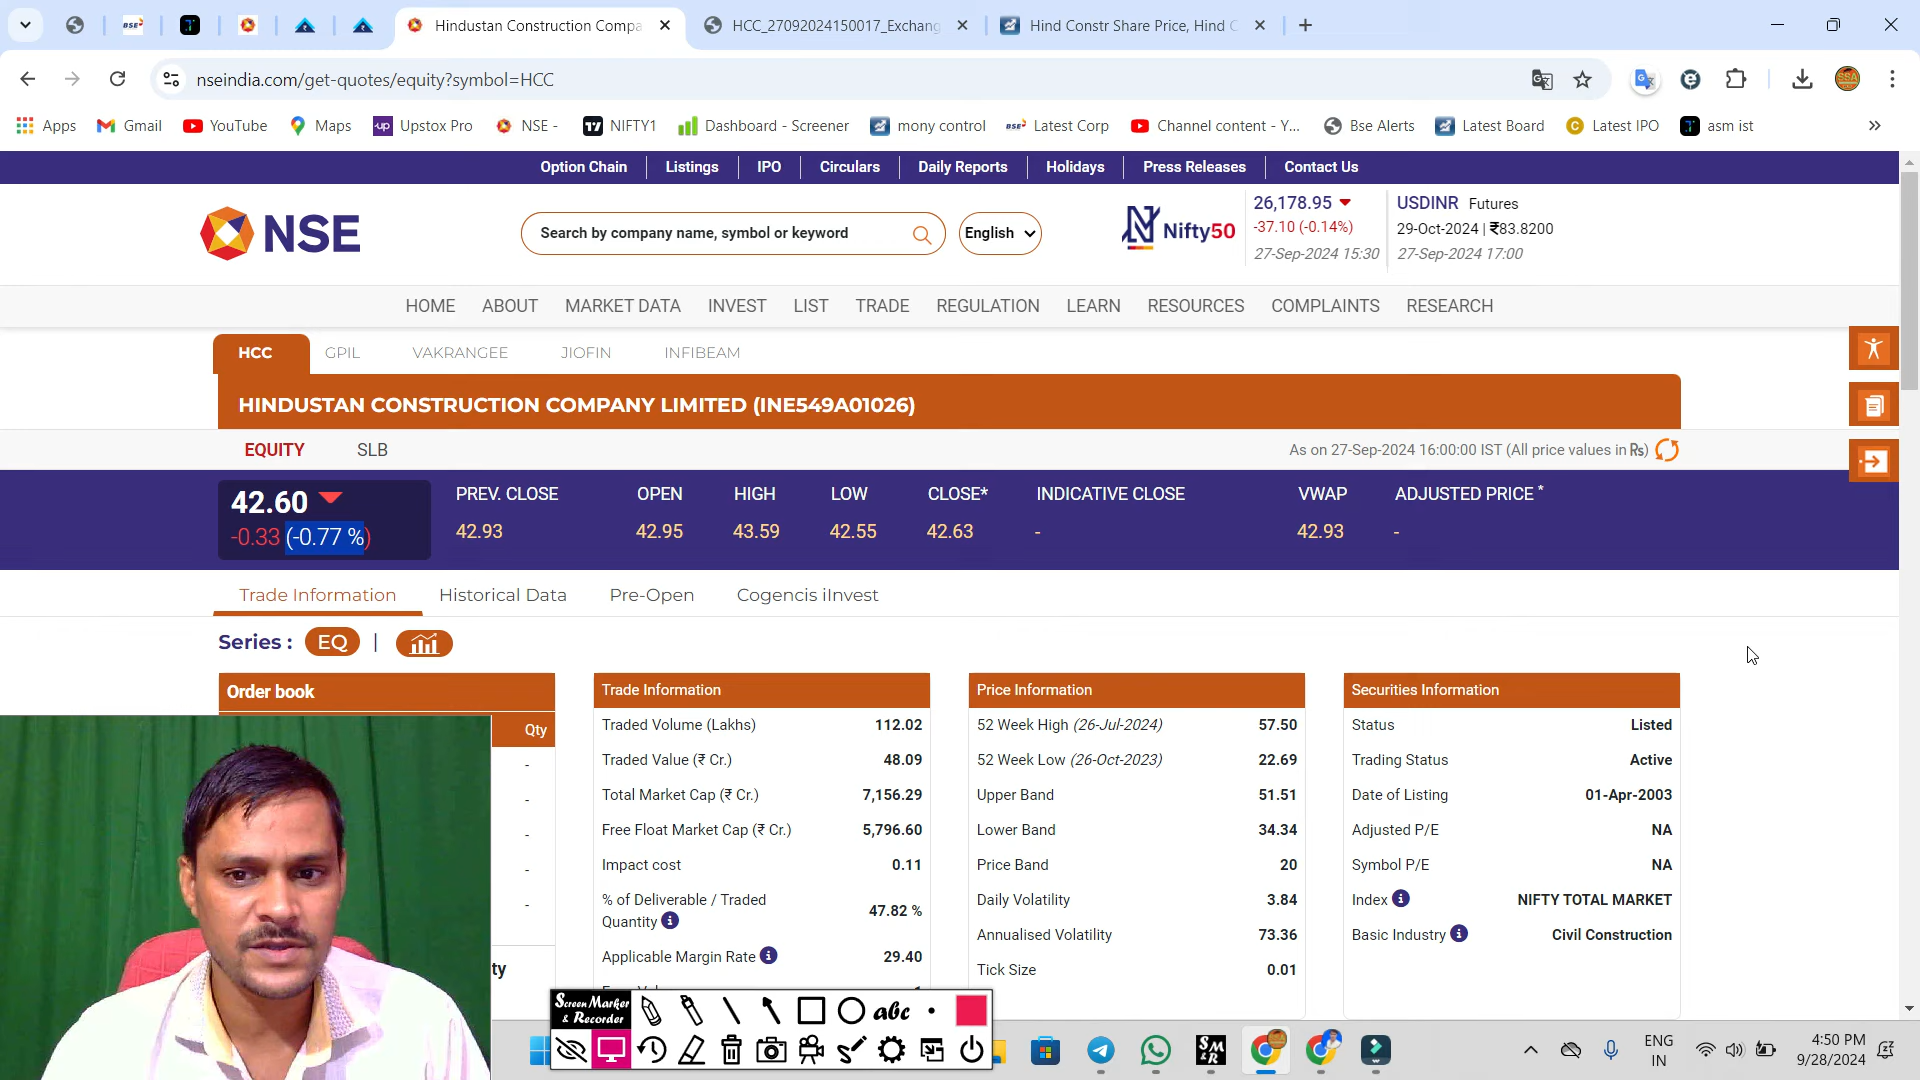 Hindustan Construction Compa
HCC_27092024150017_Exchang
Hind Constr Share Price, Hind C
nseindia.com/get-quotes/equity?symbol=HCC
Apps
Gmail
YouTube
Maps
up Upstox Pro
NSE -
NIFTY1
Dashboard - Screener
mony control
BSE Latest Corp
Channel content - Y...
Bse Alerts
Latest Board
Latest IPO
asm ist
Option Chain
Listings
IPO
Circulars
Daily Reports
Holidays
Press Releases
Contact Us
NSE
Search by company name, symbol or keyword
English
Nifty50
26,178.95
-37.10 (-0.14%)
27-Sep-2024 15:30
USDINR Futures
29-Oct-2024 | ₹83.8200
27-Sep-2024 17:00
HOME ABOUT MARKET DATA INVEST LIST TRADE REGULATION LEARN RESOURCES COMPLAINTS RESEARCH
HCC GPIL VAKRANGEE JIOFIN INFIBEAM
HINDUSTAN CONSTRUCTION COMPANY LIMITED (INE549A01026)
EQUITY SLB
As on 27-Sep-2024 16:00:00 IST (All price values in Rs)
42.60
-0.33 (-0.77 %)
PREV. CLOSE OPEN HIGH LOW CLOSE* INDICATIVE CLOSE VWAP ADJUSTED PRICE *
42.93 42.95 43.59 42.55 42.63 - 42.93 -
Trade Information Historical Data Pre-Open Cogencis iInvest
Series : EQ |
Order book
Qty
-
-
-
-
-
ty
Trade Information
Traded Volume (Lakhs) 112.02
Traded Value (₹ Cr.) 48.09
Total Market Cap (₹ Cr.) 7,156.29
Free Float Market Cap (₹ Cr.) 5,796.60
Impact cost 0.11
% of Deliverable / Traded
Quantity 47.82 %
Applicable Margin Rate 29.40
Price Information
52 Week High (26-Jul-2024) 57.50
52 Week Low (26-Oct-2023) 22.69
Upper Band 51.51
Lower Band 34.34
Price Band 20
Daily Volatility 3.84
Annualised Volatility 73.36
Tick Size 0.01
Securities Information
Status Listed
Trading Status Active
Date of Listing 01-Apr-2003
Adjusted P/E NA
Symbol P/E NA
Index NIFTY TOTAL MARKET
Basic Industry Civil Construction
Screen Marker
& Recorder
abc
ENG
IN
4:50 PM
9/28/2024